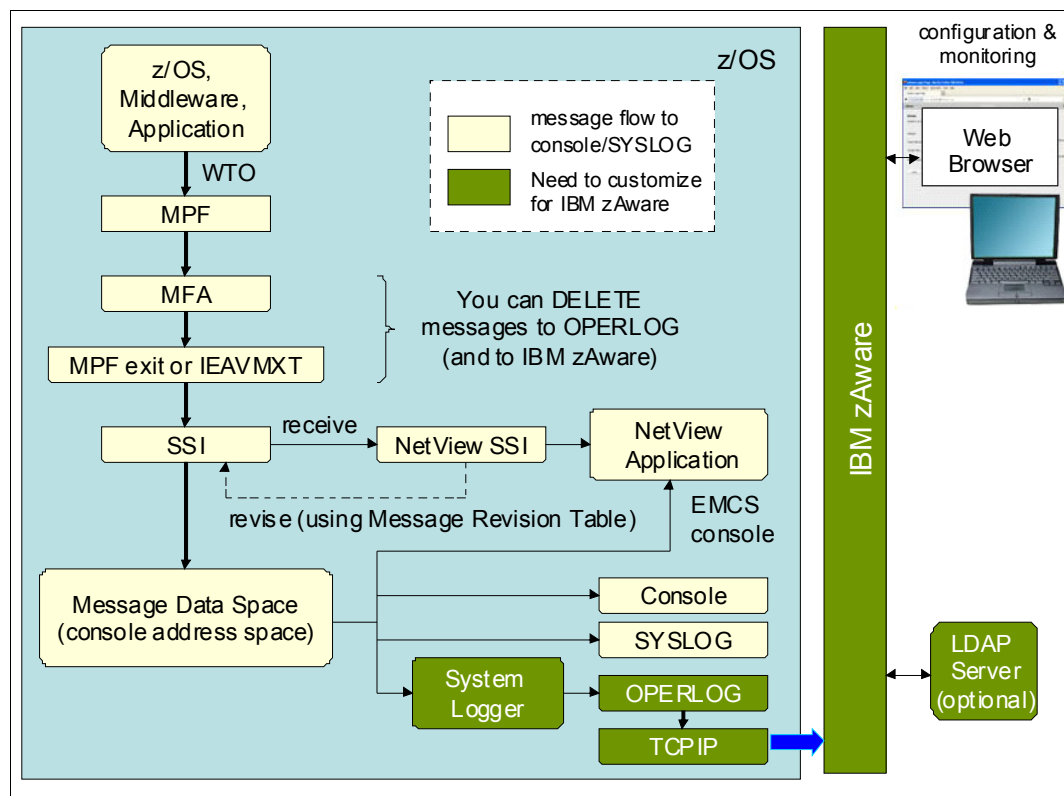 z/OS,
Middleware,
Application
z/OS
configuration &
monitoring
message flow to
console/SYSLOG
Need to customize
for IBM zAware
Web
Browser
WTO
MPF
MFA
You can DELETE
messages to OPERLOG
(and to IBM zAware)
MPF exit or IEAVMXT
IBM zAware
SSI
receive
NetView SSI
NetView
Application
revise (using Message Revision Table)
EMCS
console
Message Data Space
(console address space)
Console
SYSLOG
System
Logger
OPERLOG
TCPIP
LDAP
Server
(optional)